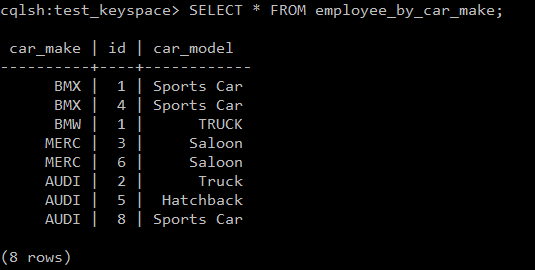 cqlsh:test_keyspace> SELECT * FROM employee_by_car_make;
car_make | id | car_model
----------+----+------------
BMX | 1 | Sports Car
BMX | 4 | Sports Car
BMW | 1 | TRUCK
MERC | 3 | Saloon
MERC | 6 | Saloon
AUDI | 2 | Truck
AUDI | 5 | Hatchback
AUDI | 8 | Sports Car
(8 rows)